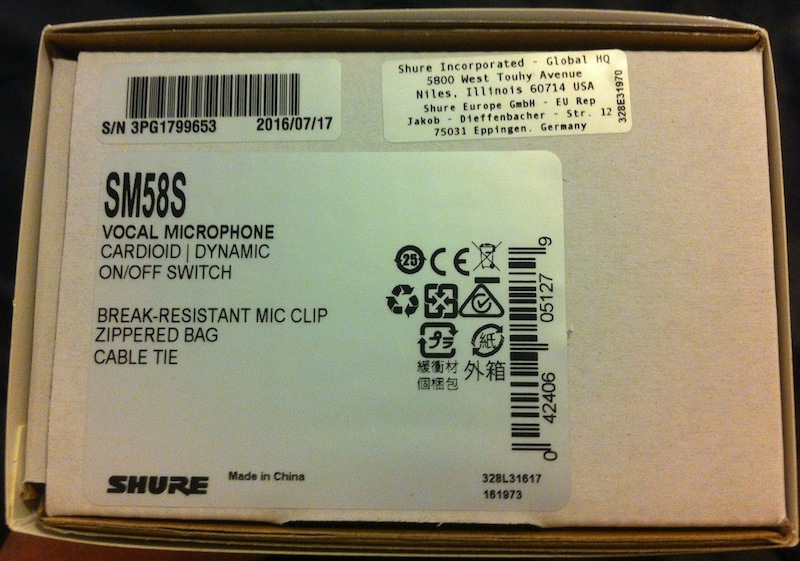 S/N 3PG1799653 2016/07/17
Shure Incorporated - Global HQ
5800 West Touhy Avenue
Niles, Illinois 60714 USA
Shure Europe GmbH - EU Rep
Jakob - Dieffenbacher - Str. 12
75031 Eppingen, Germany
328E31970
SM58S
VOCAL MICROPHONE
CARDIOID | DYNAMIC
ON/OFF SWITCH
BREAK-RESISTANT MIC CLIP
ZIPPERED BAG
CABLE TIE
25
CE
プラ
紙
緩衝材
個梱包
外箱
0 42406 05127 9
SHURE
Made in China
328L31617
161973